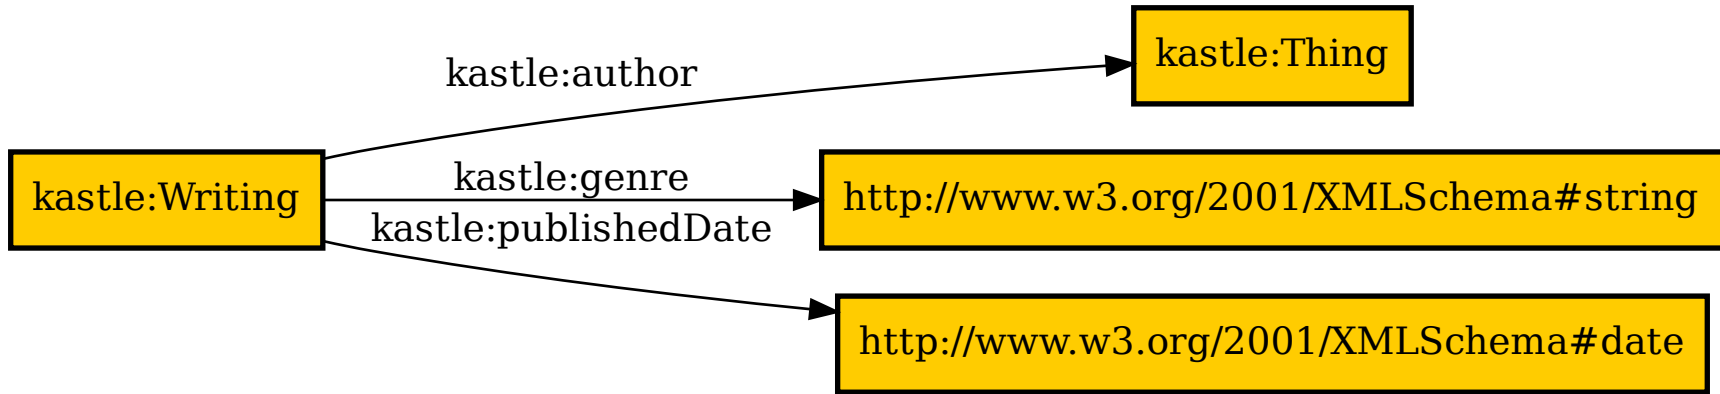 kastle:author
kastle:Thing
kastle:Writing
kastle:genre
http://www.w3.org/2001/XMLSchema#string
kastle:publishedDate
http://www.w3.org/2001/XMLSchema#date